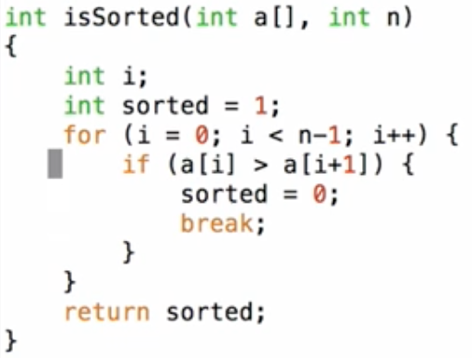 int isSorted(int a[], int n)
{
    int i;
    int sorted = 1;
    for (i = 0; i < n-1; i++) {
        if (a[i] > a[i+1]) {
            sorted = 0;
            break;
        }
    }
    return sorted;
}